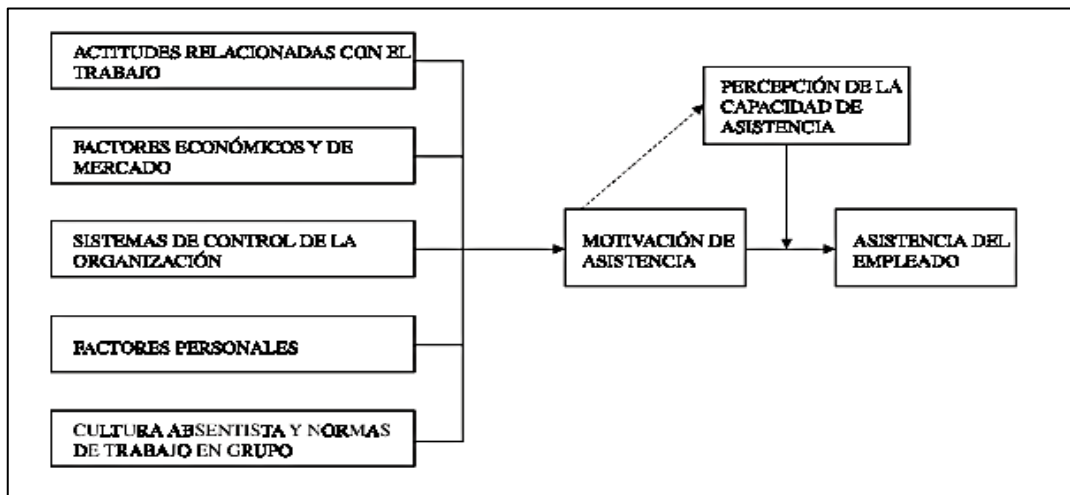 ACTITUDES RELACIONADAS CON EL
TRABAJO
FACTORES ECONÓMICOS Y DE
MERCADO
SISTEMAS DE CONTROL DE LA
ORGANIZACIÓN
FACTORES PERSONALES
CULTURA ABSENTISTA Y NORMAS
DE TRABAJO EN GRUPO
PERCEPCIÓN DE LA
CAPACIDAD DE
ASISTENCIA
MOTIVACIÓN DE
ASISTENCIA
ASISTENCIA DEL
EMPLEADO